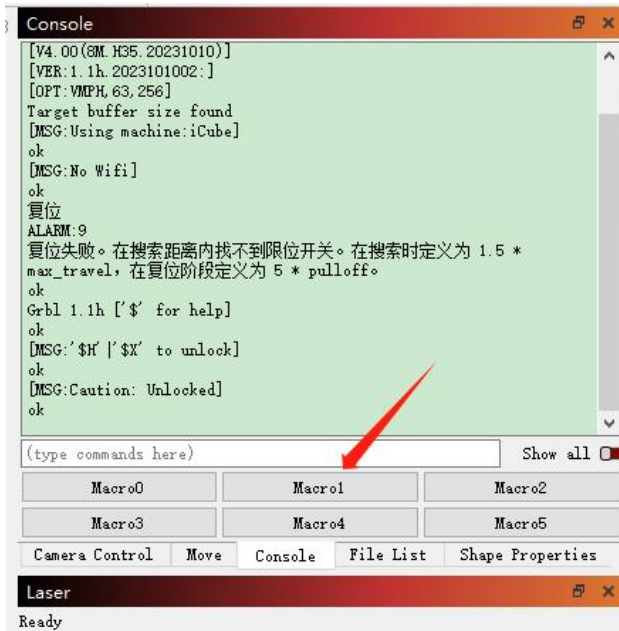 Console
[V4.00(8M.H35.20231010)]
[VER:1.1h.2023101002:]
[OPT:VMPH,63,256]
Target buffer size found
[MSG:Using machine:iCube]
ok
[MSG:No Wifi]
ok
复位
ALARM:9
复位失败。在搜索距离内找不到限位开关。在搜索时定义为 1.5 *
max_travel，在复位阶段定义为 5 * pulloff。
ok
Grbl 1.1h ['$' for help]
ok
[MSG:'$H'|'$X' to unlock]
ok
[MSG:Caution: Unlocked]
ok
(type commands here) Show all
Macro0 Macro1 Macro2
Macro3 Macro4 Macro5
Camera Control Move Console File List Shape Properties
Laser
Ready